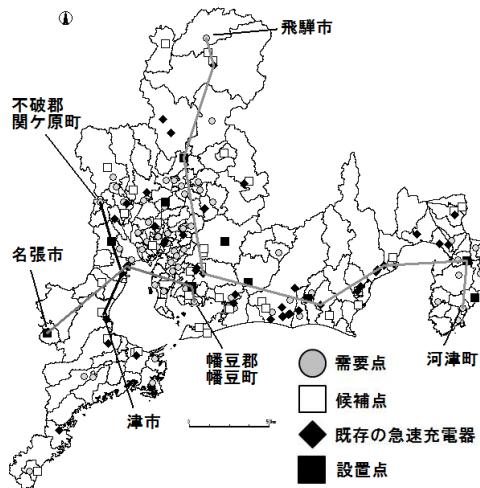 飛騨市
不破郡
関ケ原町
名張市
幡豆郡
幡豆町
津市
河津町
需要点
候補点
既存の急速充電器
設置点